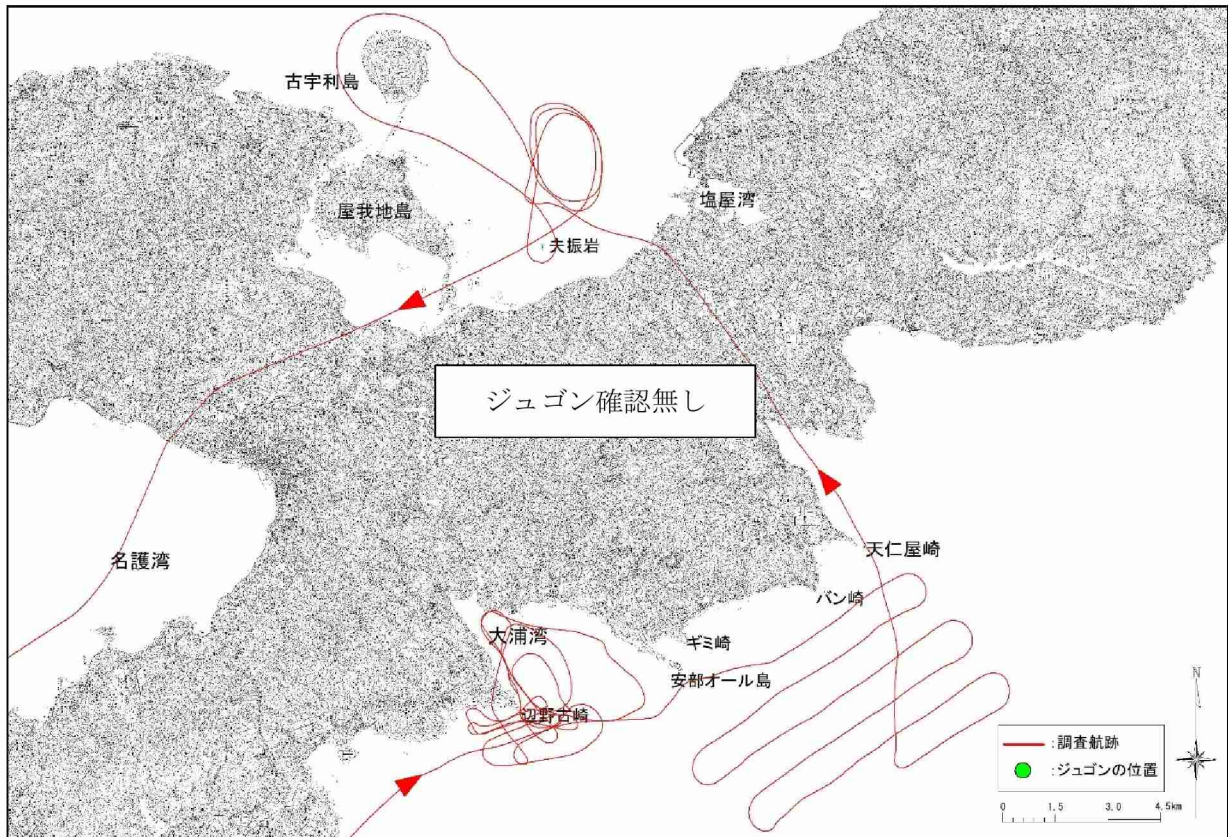 古宇利島
屋我地島
塩屋湾
夫振岩
ジュゴン確認無し
天仁屋崎
名護湾
バン崎
大浦湾
ギミ崎
安部オール島
辺野古崎
N
:調査航跡
:ジュゴンの位置
0 1.5 3.0 4.5km